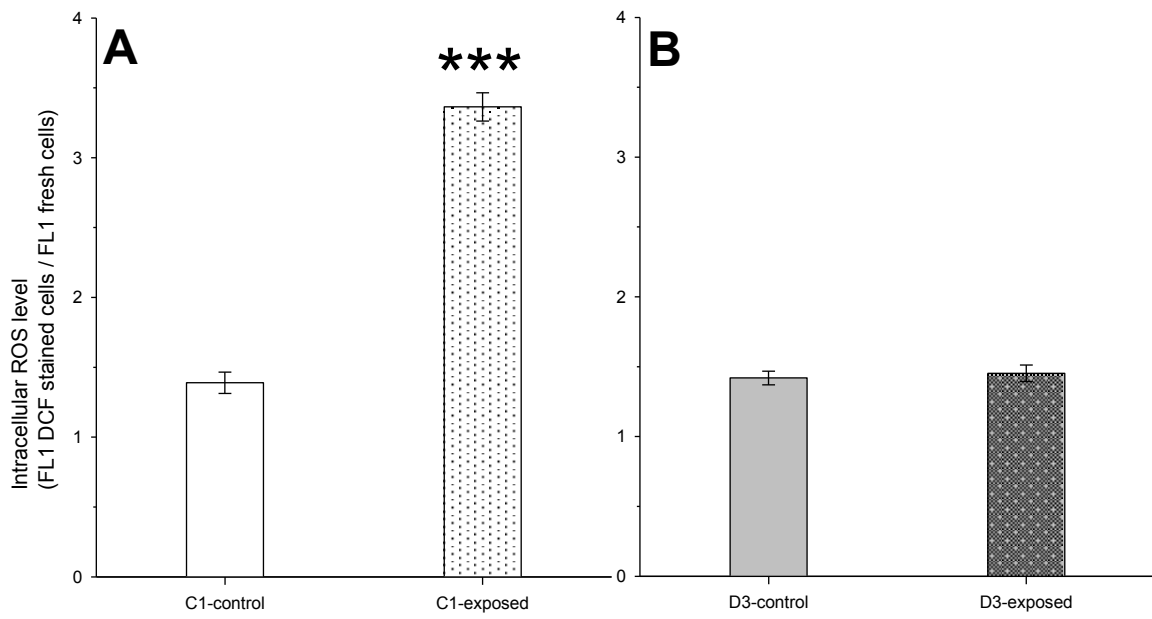 A
***
4
3
2
1
0
Intracellular ROS level
(FL1 DCF stained cells / FL1 fresh cells)
C1-control
C1-exposed
B
4
3
2
1
0
D3-control
D3-exposed